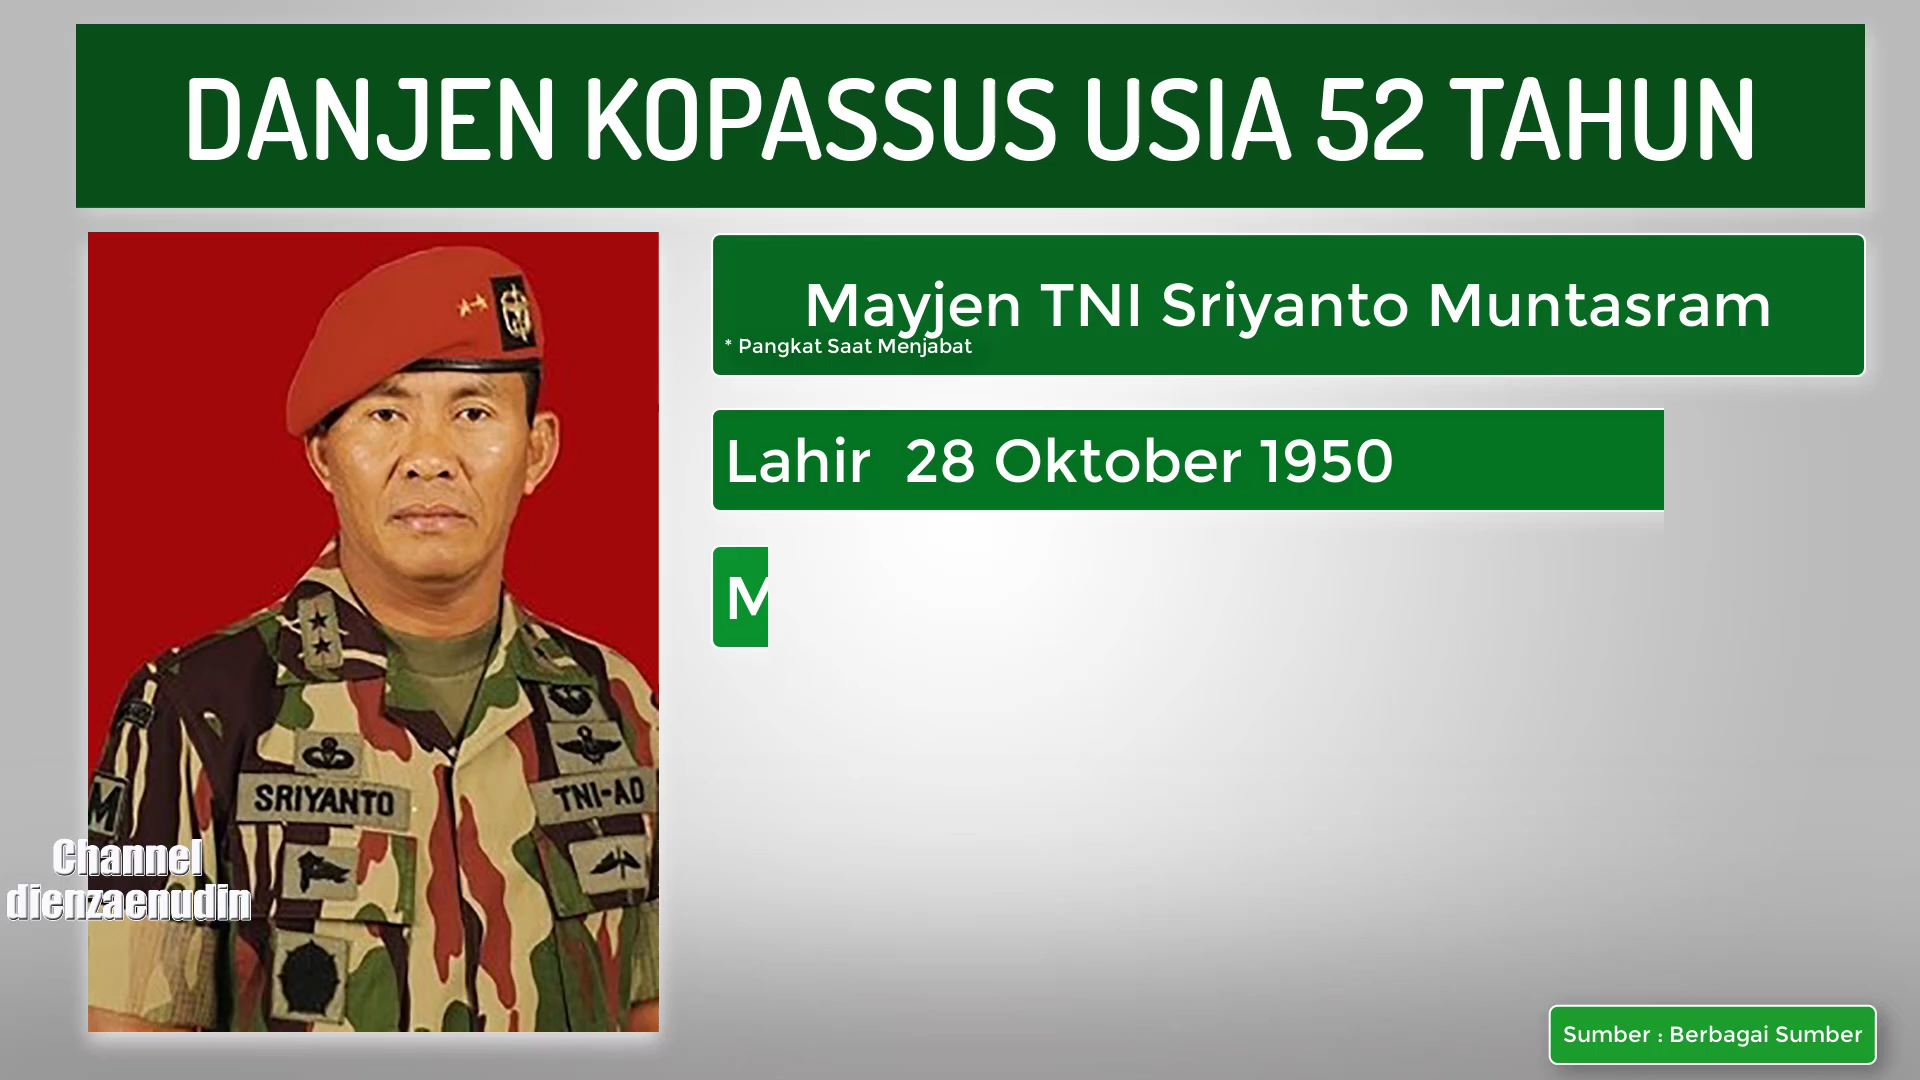 DANJEN KOPASSUS USIA 52 TAHUN
Mayjen TNI Sriyanto Muntasram
* Pangkat Saat Menjabat
Lahir  28 Oktober 1950
M
SRIYANTO
TNI-AD
M
Channel
dienzaenudin
Sumber : Berbagai Sumber